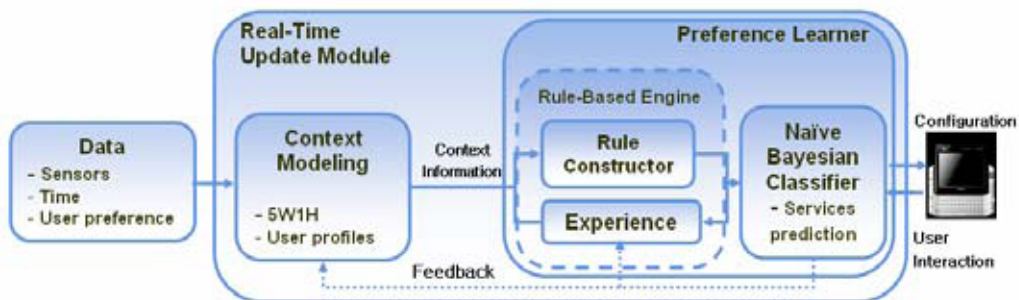 Real-Time
Update Module
Preference Learner
Data
- Sensors
- Time
- User preference
Context
Modeling
- 5W1H
- User profiles
Context
Information
Rule-Based Engine
Rule
Constructor
Experience
Naïve
Bayesian
Classifier
- Services
prediction
Configuration
User
Interaction
Feedback